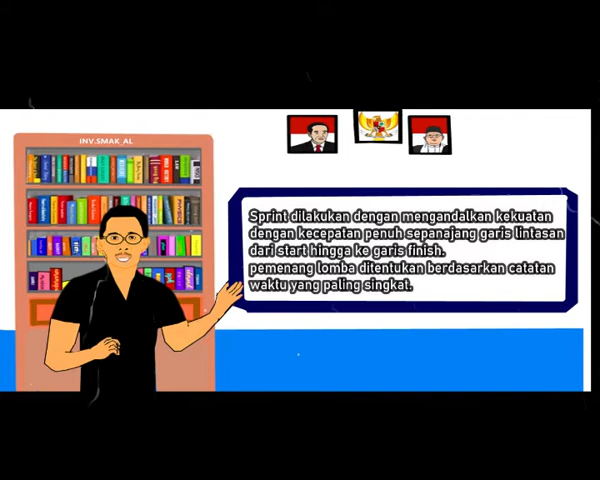 INV.SMAK_AL
Sprint dilakukan dengan mengandalkan kekuatan
dengan kecepatan penuh sepanajang garis lintasan
dari start hingga ke garis finish.
pemenang lomba ditentukan berdasarkan catatan
waktu yang paling singkat.